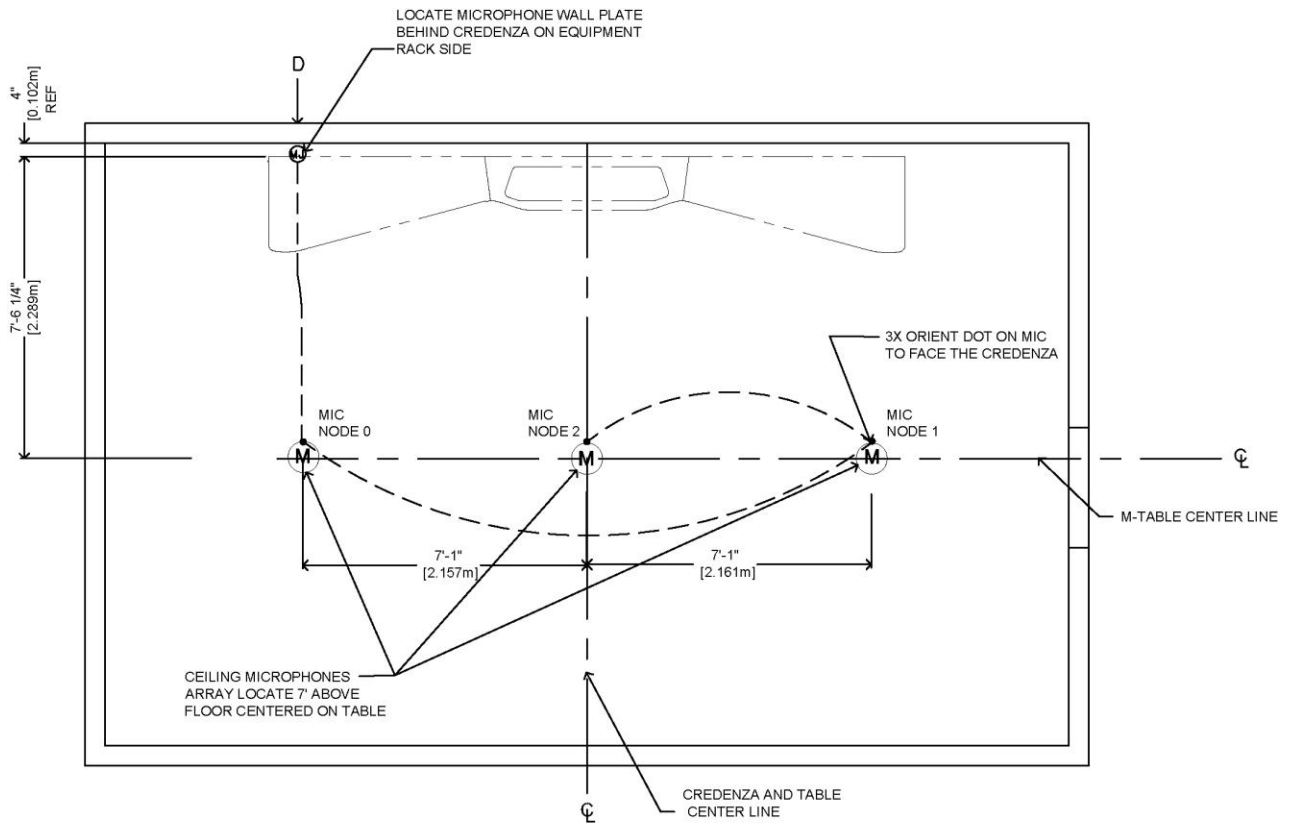 LOCATE MICROPHONE WALL PLATE
BEHIND CREDENZA ON EQUIPMENT
RACK SIDE
D
4"
[0.102m]
REF
MJ
7'-6 1/4"
[2.289m]
3X ORIENT DOT ON MIC
TO FACE THE CREDENZA
MIC
NODE 0
MIC
NODE 2
MIC
NODE 1
M
M
M
℄
M-TABLE CENTER LINE
7'-1"
[2.157m]
7'-1"
[2.161m]
CEILING MICROPHONES
ARRAY LOCATE 7' ABOVE
FLOOR CENTERED ON TABLE
CREDENZA AND TABLE
CENTER LINE
℄